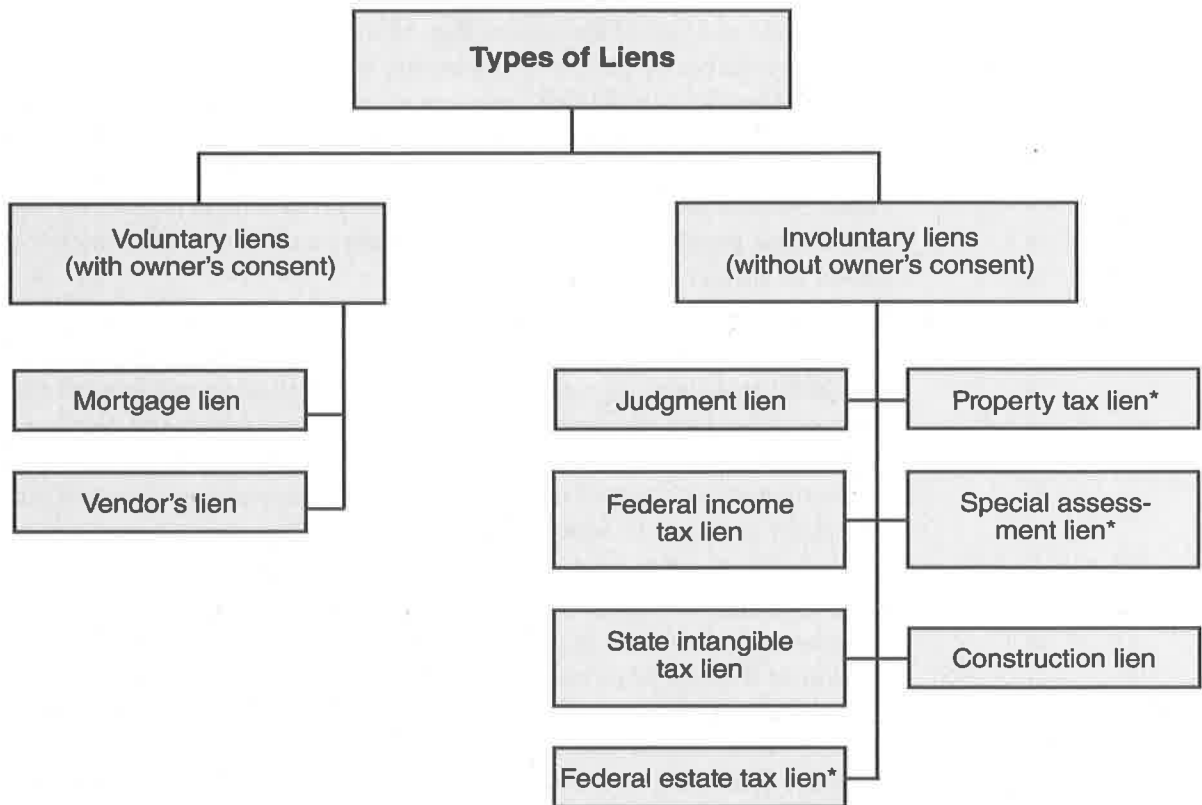 Types of Liens
Voluntary liens
(with owner's consent)
Involuntary liens
(without owner's consent)
Mortgage lien
Vendor's lien
Judgment lien
Property tax lien*
Federal income
tax lien
Special assess-
ment lien*
State intangible
tax lien
Construction lien
Federal estate tax lien*